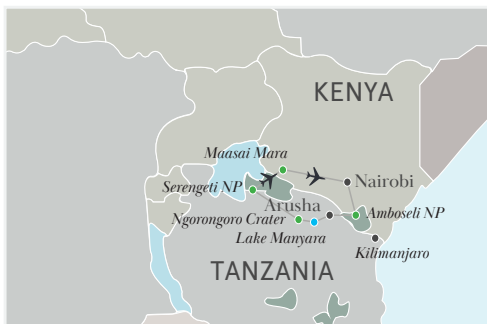 KENYA
Maasai Mara
Nairobi
Serengeti NP
Arusha
Amboseli NP
Ngorongoro Crater
Lake Manyara
Kilimanjaro
TANZANIA